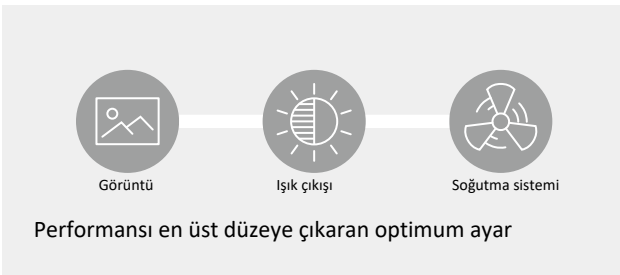 Görüntü
Işık çıkışı
Soğutma sistemi
Performansı en üst düzeye çıkaran optimum ayar